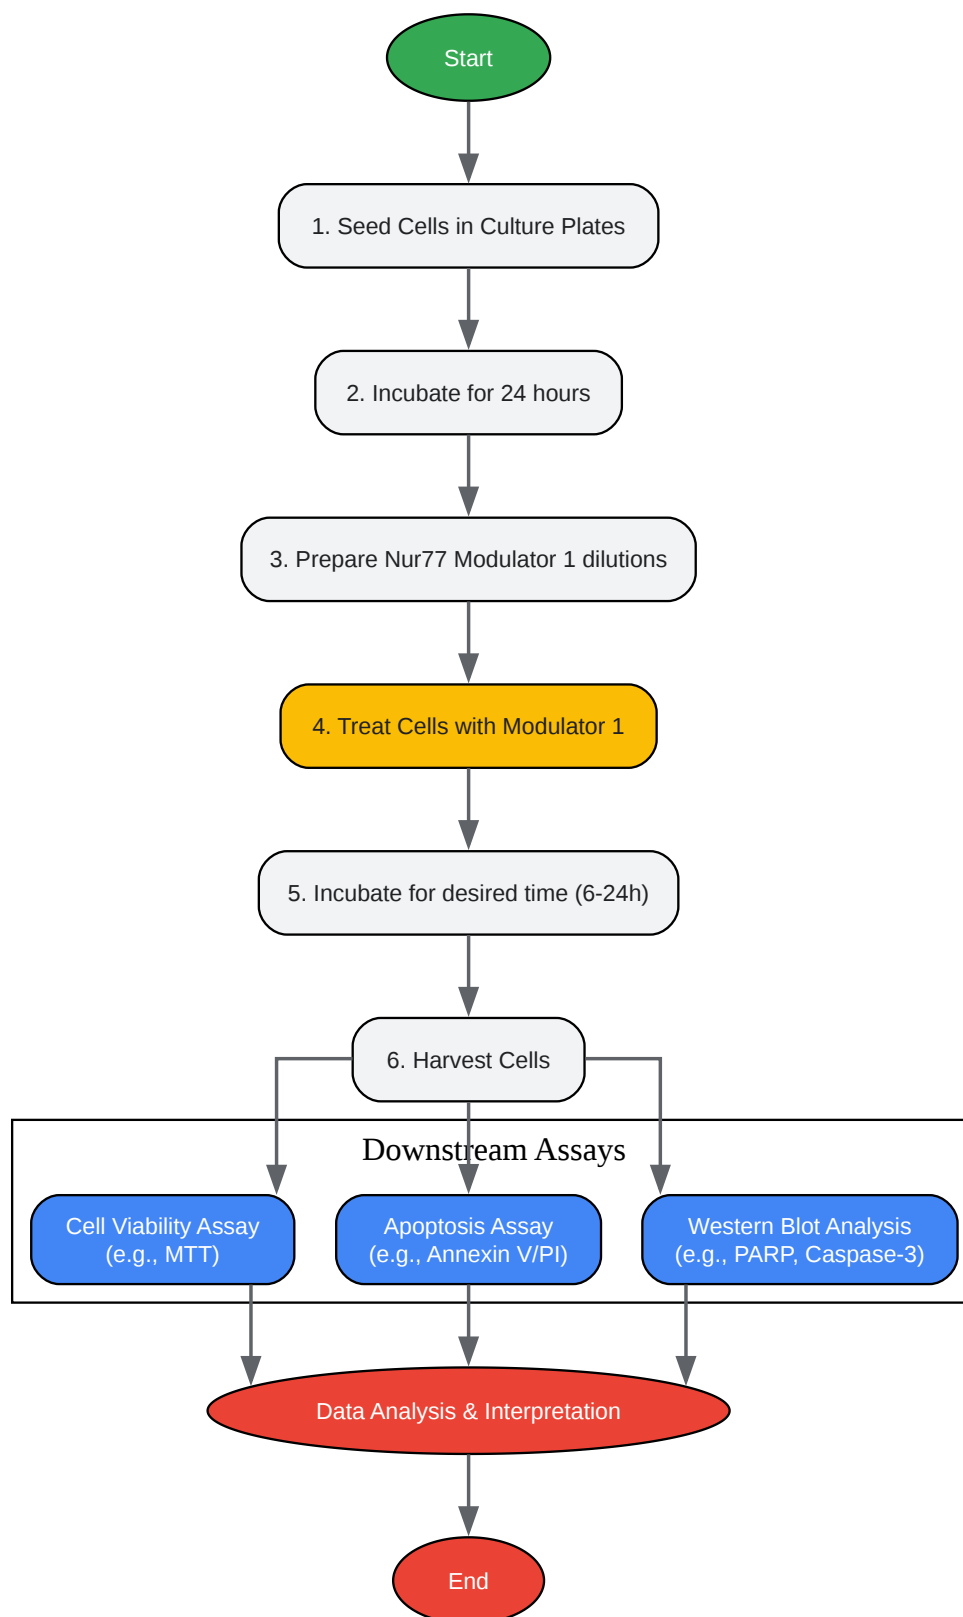 Start
1. Seed Cells in Culture Plates
2. Incubate for 24 hours
3. Prepare Nur77 Modulator 1 dilutions
4. Treat Cells with Modulator 1
5. Incubate for desired time (6-24h)
6. Harvest Cells
Downstream Assays
Cell Viability Assay
(e.g., MTT)
Apoptosis Assay
(e.g., Annexin V/PI)
Western Blot Analysis
(e.g., PARP, Caspase-3)
Data Analysis & Interpretation
End